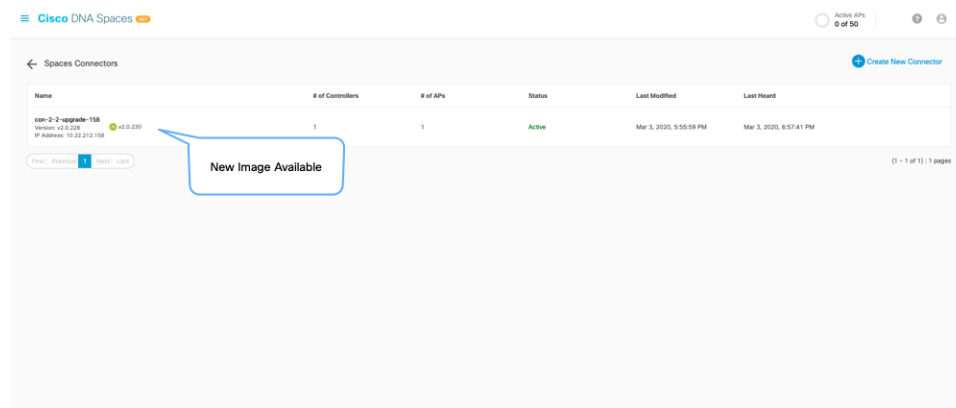 Cisco DNA Spaces
Active APs
0 of 50
Spaces Connectors
Create New Connector
Name # of Controllers # of APs Status Last Modified Last Heard
con-2-2-upgrade-158
Version: v2.0.228
v2.0.230
IP Address: 10.22.212.158
1 1 Active Mar 3, 2020, 5:55:59 PM Mar 3, 2020, 6:57:41 PM
First Previous 1 Next Last
(1 - 1 of 1) : 1 pages
New Image Available